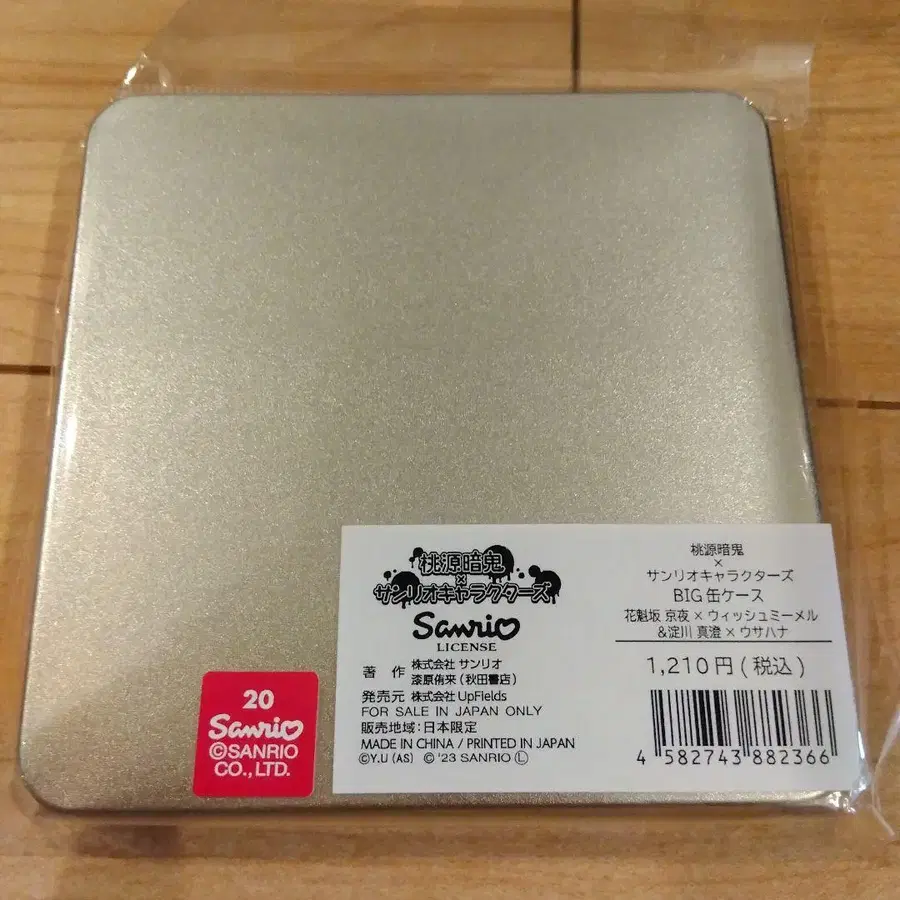 桃源暗鬼
×
サンリオキャラクターズ
Sanrio
LICENSE
著 作 株式会社 サンリオ
漆原侑来(秋田書店)
発売元 株式会社 UpFields
FOR SALE IN JAPAN ONLY
販売地域:日本限定
MADE IN CHINA / PRINTED IN JAPAN
©Y.U (AS) © '23 SANRIO Ⓛ
桃源暗鬼
×
サンリオキャラクターズ
BIG 缶ケース
花魁坂 京夜 × ウィッシュミーメル
&淀川 真澄 × ウサハナ
1,210円(税込)
4 582743 882366
20
Sanrio
©SANRIO
CO., LTD.